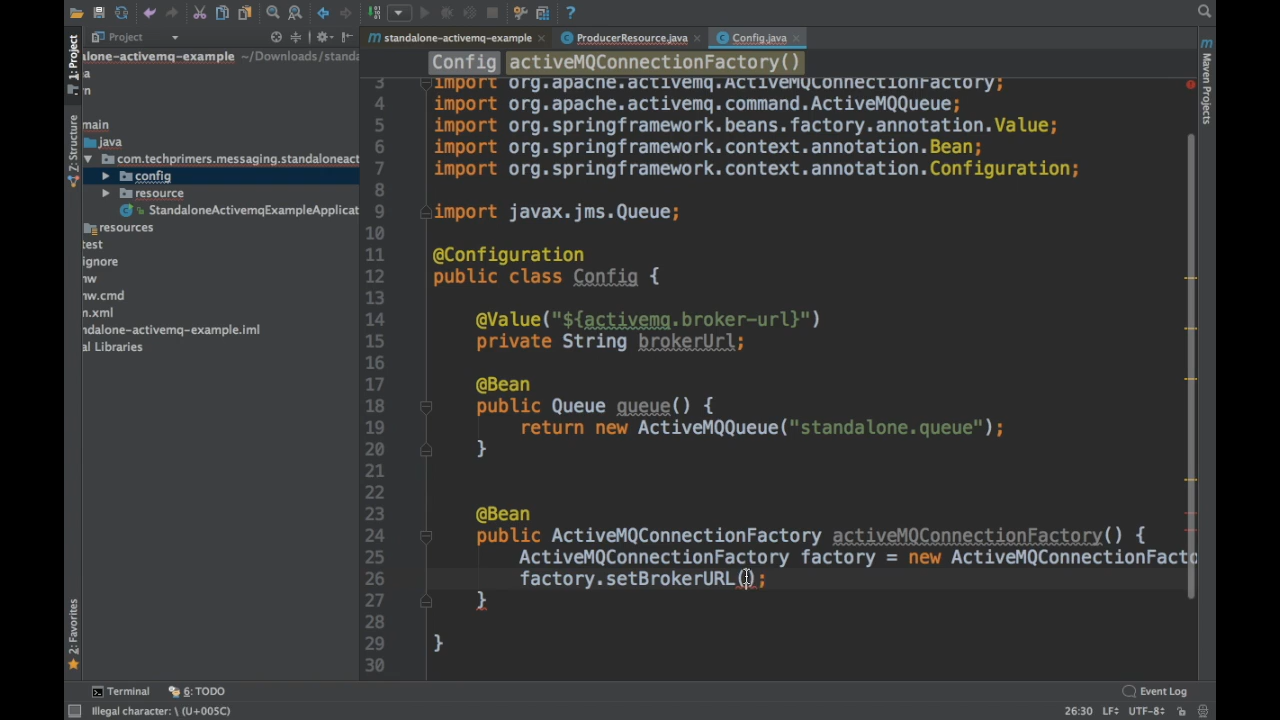 1: Project
Project
standalone-activemq-example
ProducerResource.java
Config.java
alone-activemq-example ~/Downloads/standa
Config
activeMQConnectionFactory()
Maven Projects
main
java
com.techprimers.messaging.standaloneact
config
resource
StandaloneActivemqExampleApplicat
resources
test
ignore
nw
nw.cmd
n.xml
ndalone-activemq-example.iml
al Libraries
Z: Structure
2: Favorites
3 import org.apache.activemq.ActiveMQConnectionFactory;
4 import org.apache.activemq.command.ActiveMQQueue;
5 import org.springframework.beans.factory.annotation.Value;
6 import org.springframework.context.annotation.Bean;
7 import org.springframework.context.annotation.Configuration;
8
9 import javax.jms.Queue;
10
11 @Configuration
12 public class Config {
13
14 @Value("${activemq.broker-url}")
15 private String brokerUrl;
16
17 @Bean
18 public Queue queue() {
19 return new ActiveMQQueue("standalone.queue");
20 }
21
22
23 @Bean
24 public ActiveMQConnectionFactory activeMQConnectionFactory() {
25 ActiveMQConnectionFactory factory = new ActiveMQConnectionFacto
26 factory.setBrokerURL();
27 }
28
29 }
30
Terminal
6: TODO
Event Log
Illegal character: \ (U+005C)
26:30 LF÷ UTF-8÷